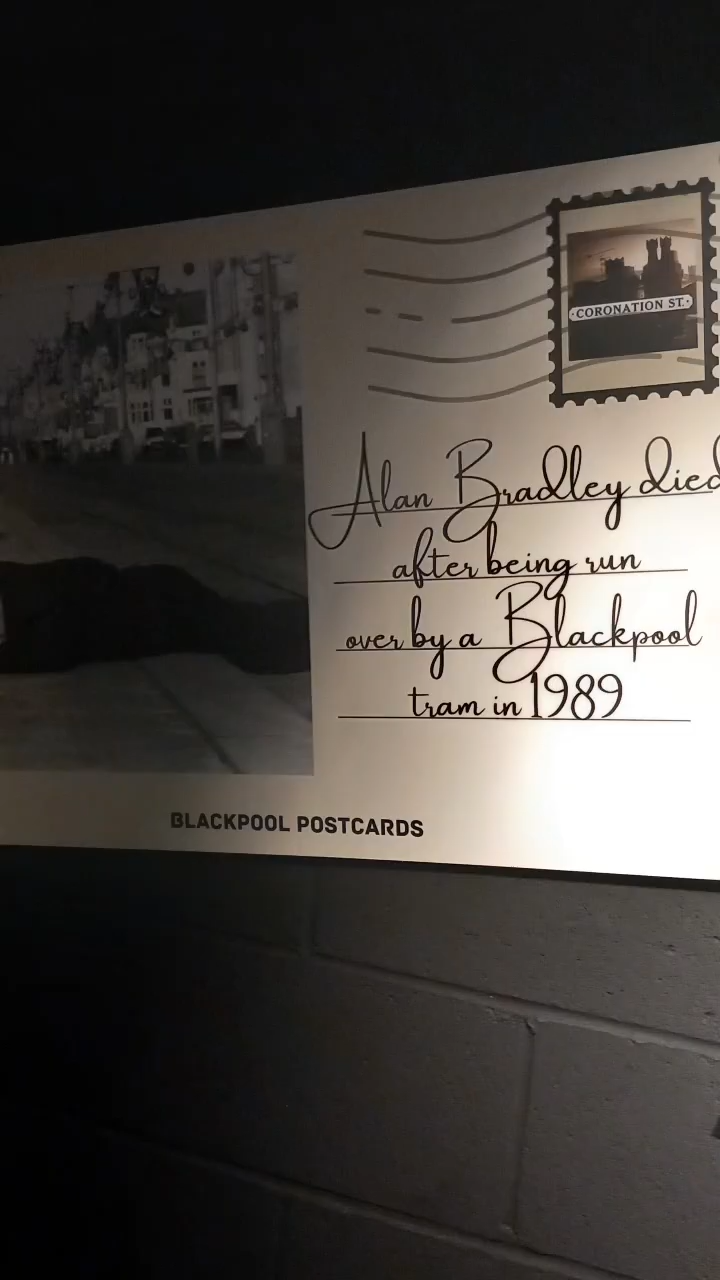 ·CORONATION ST.·
Alan Bradley died
after being run
over by a Blackpool
tram in 1989
BLACKPOOL POSTCARDS